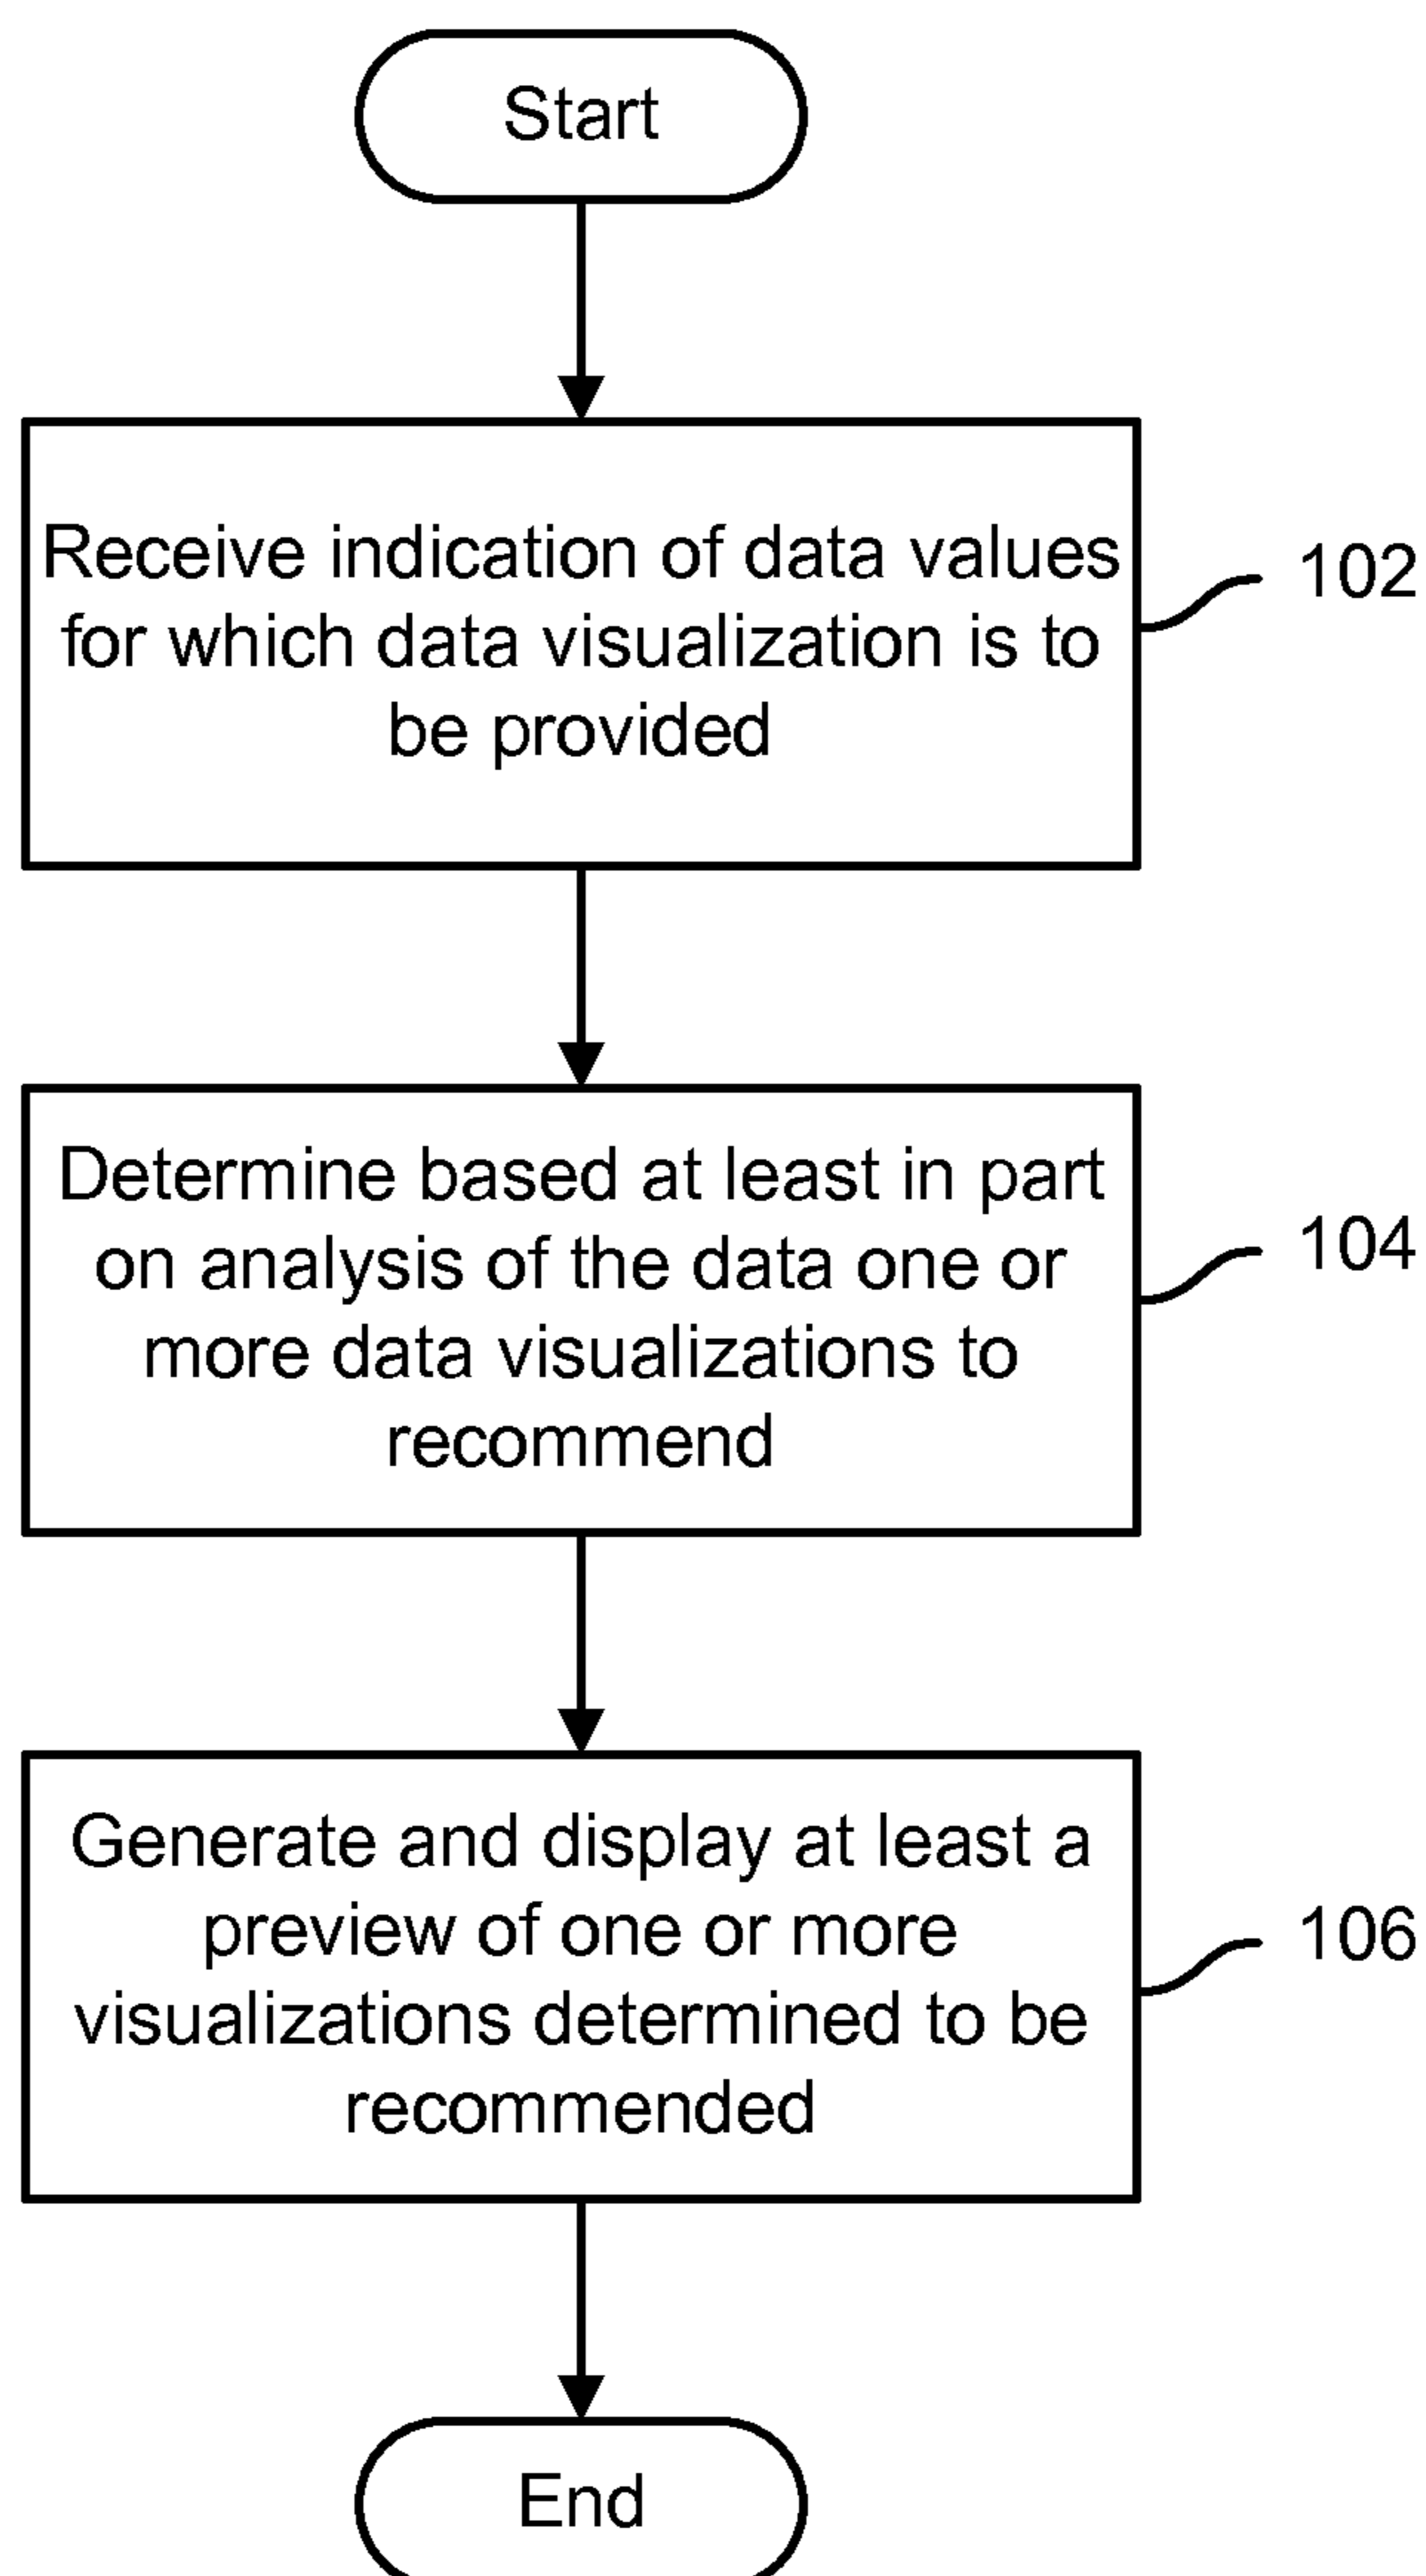 Start
Receive indication of data values
for which data visualization is to
be provided
102
Determine based at least in part
on analysis of the data one or
more data visualizations to
recommend
104
Generate and display at least a
preview of one or more
visualizations determined to be
recommended
106
End